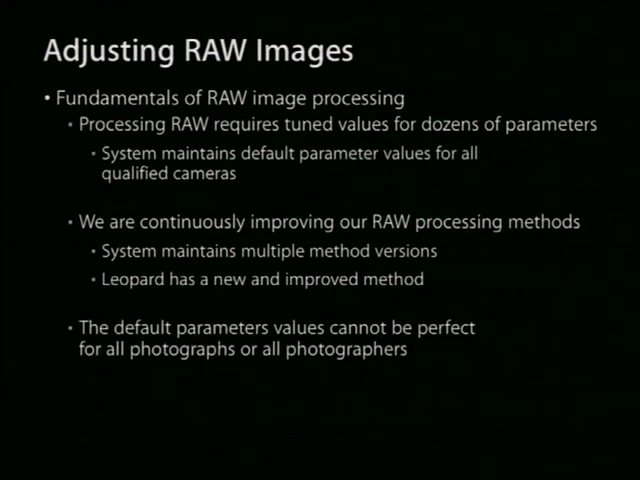 Adjusting RAW Images
• Fundamentals of RAW image processing
▪ Processing RAW requires tuned values for dozens of parameters
▪ System maintains default parameter values for all
qualified cameras
▪ We are continuously improving our RAW processing methods
▪ System maintains multiple method versions
▪ Leopard has a new and improved method
▪ The default parameters values cannot be perfect
for all photographs or all photographers